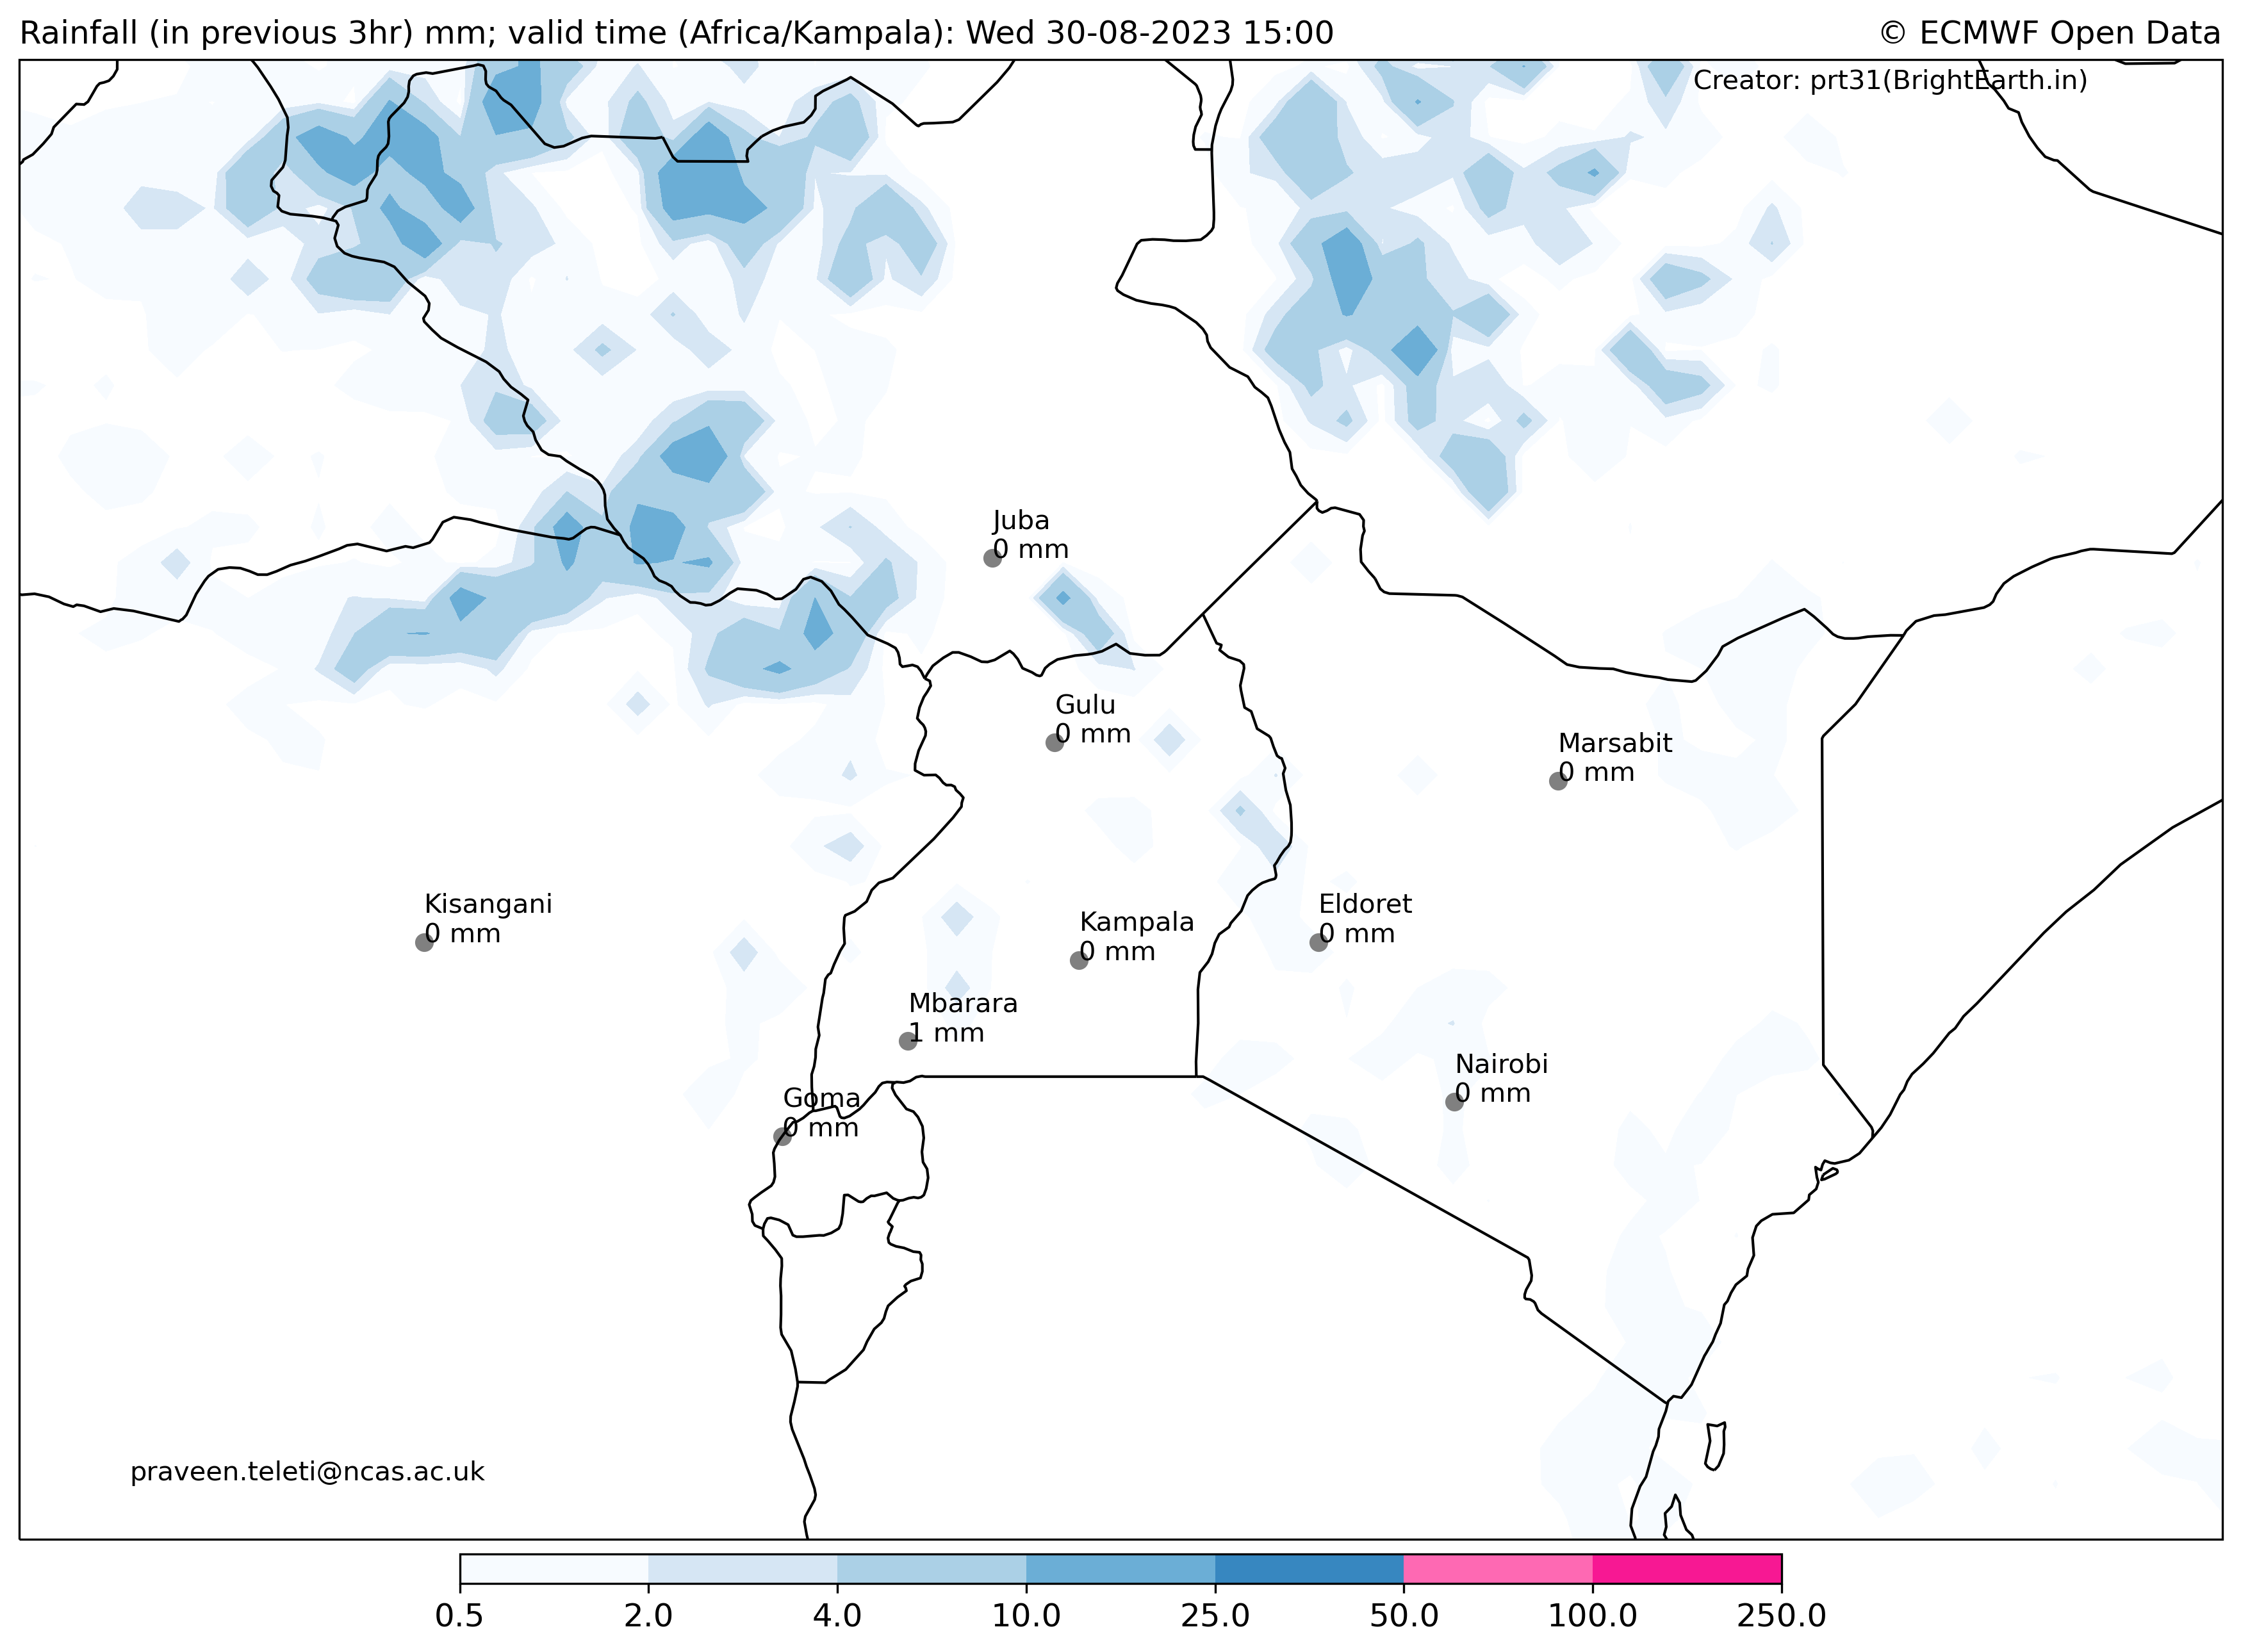 Rainfall (in previous 3hr) mm; valid time (Africa/Kampala): Wed 30-08-2023 15:00
© ECMWF Open Data
Creator: prt31(BrightEarth.in)
Juba
0 mm
Gulu
0 mm
Marsabit
0 mm
Kisangani
0 mm
Eldoret
0 mm
Kampala
0 mm
Mbarara
1 mm
Nairobi
0 mm
Goma
0 mm
praveen.teleti@ncas.ac.uk
0.5 2.0 4.0 10.0 25.0 50.0 100.0 250.0